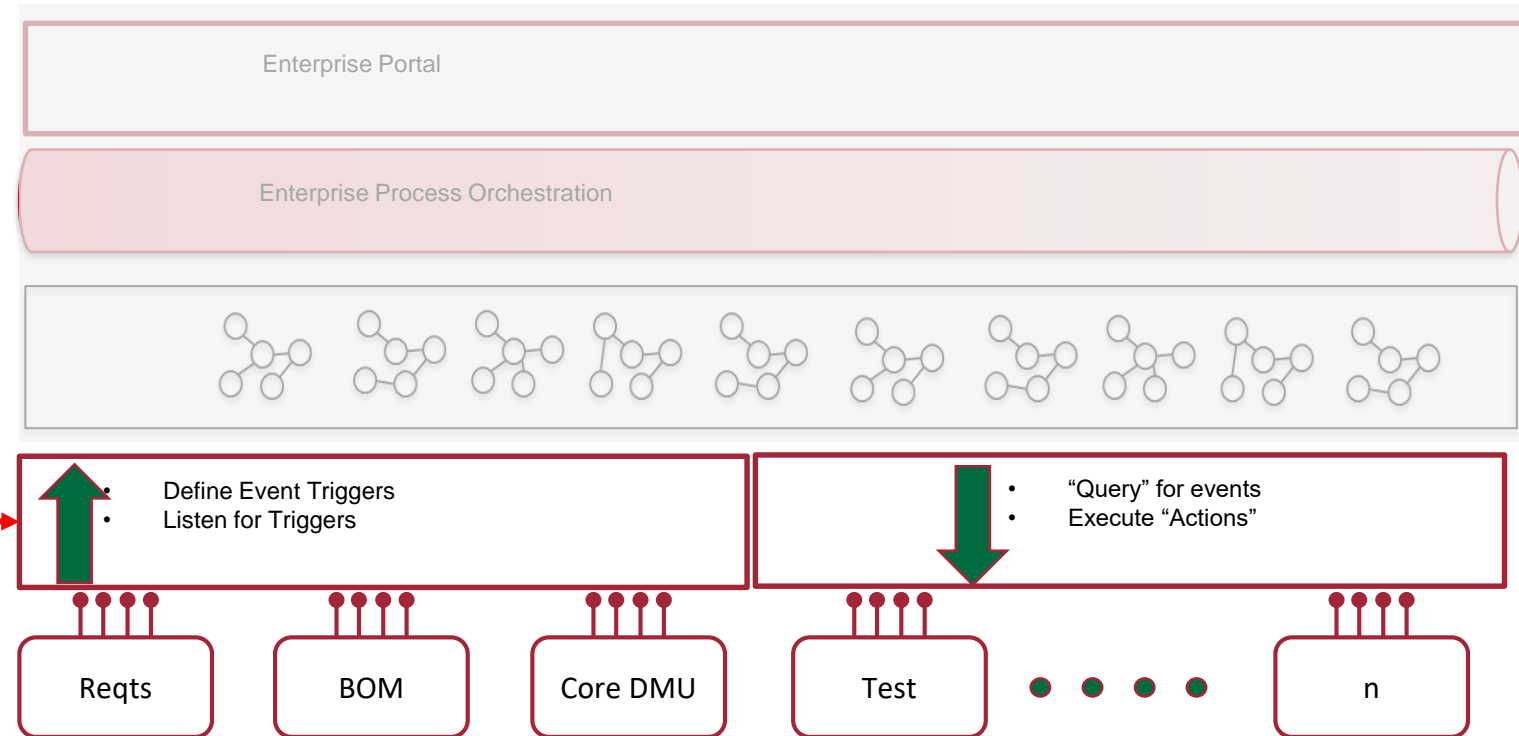 Enterprise Portal
Enterprise Process Orchestration
• Define Event Triggers
• Listen for Triggers
• “Query” for events
• Execute “Actions”
Reqts
BOM
Core DMU
Test
n